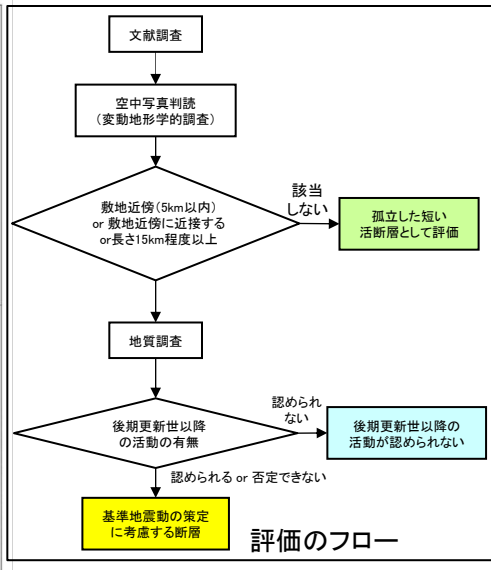 文献調査
空中写真判読
(変動地形学的調査)
敷地近傍(5km以内)
or 敷地近傍に近接する
or長さ15km程度以上
該当
しない
孤立した短い
活断層として評価
地質調査
後期更新世以降
の活動の有無
認められ
ない
後期更新世以降の
活動が認められない
認められる or 否定できない
基準地震動の策定
に考慮する断層
評価のフロー